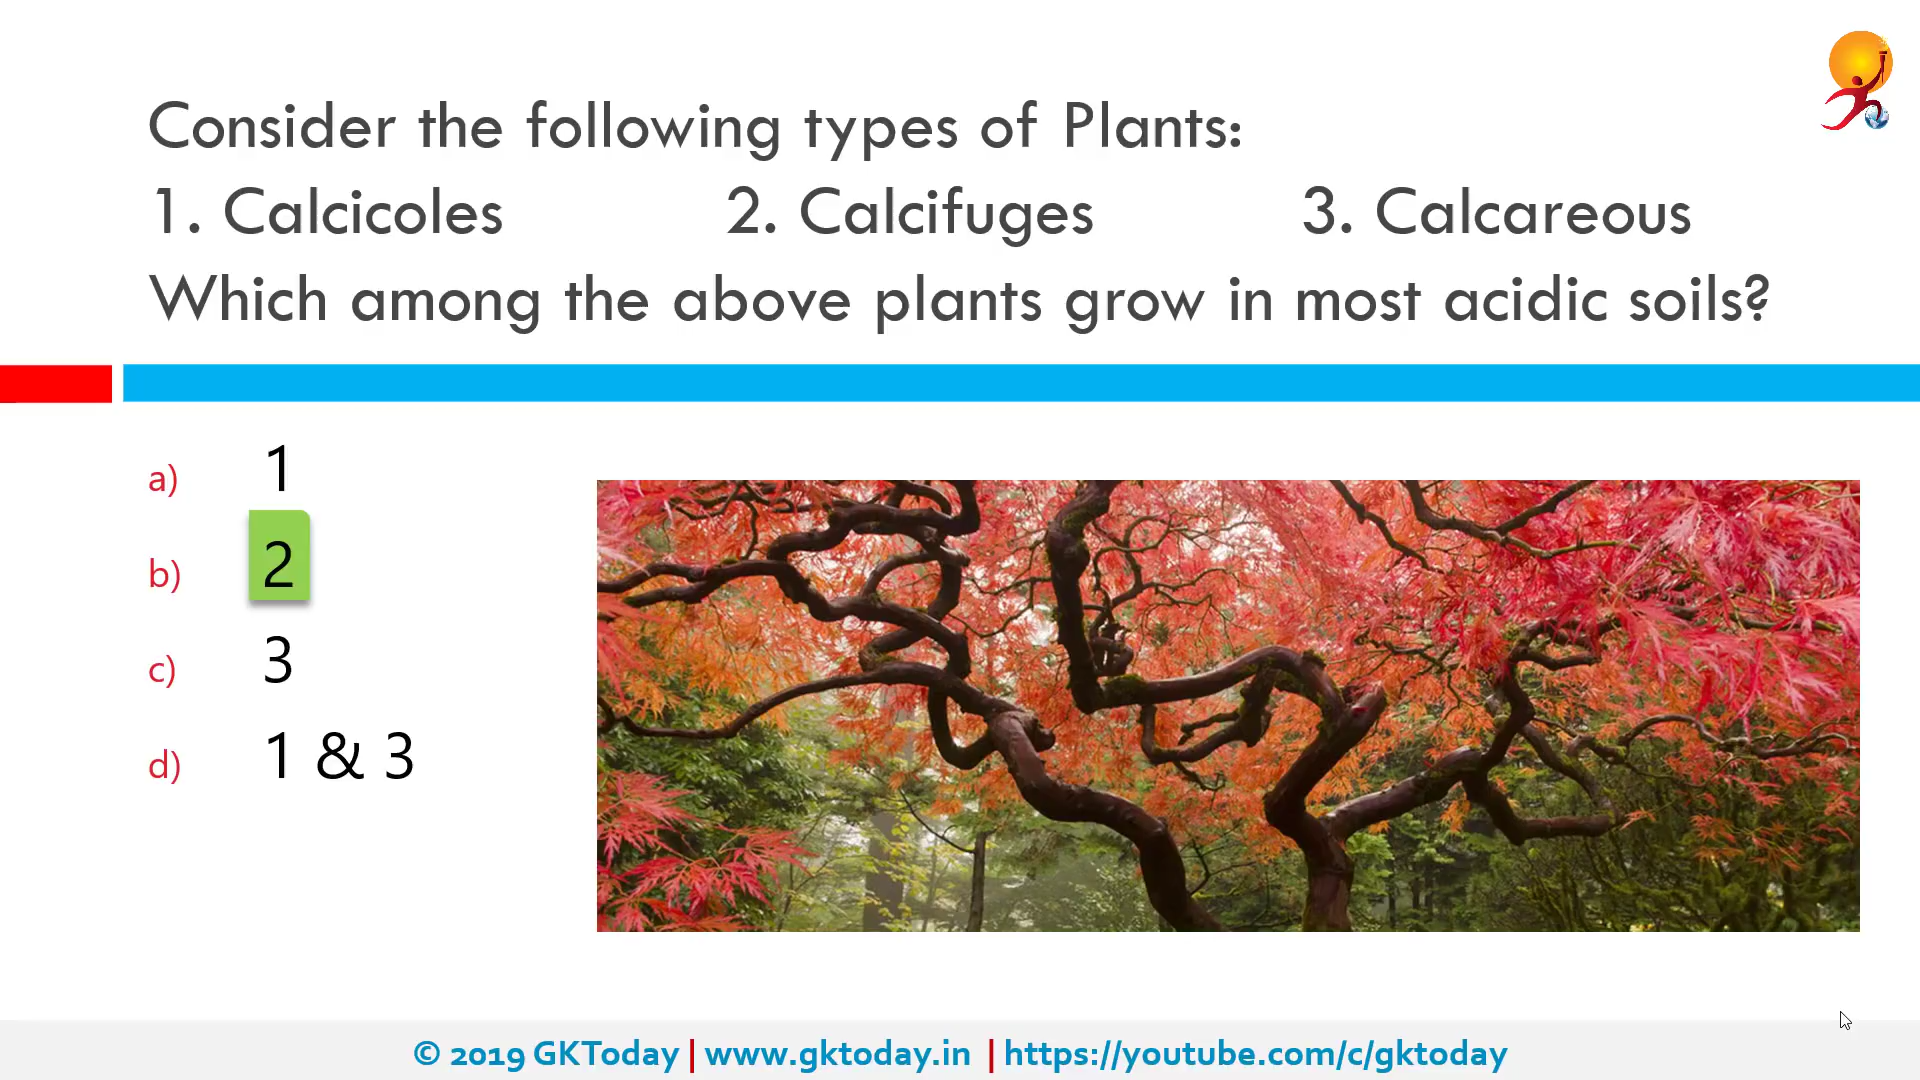 Consider the following types of Plants:
1. Calcicoles 2. Calcifuges 3. Calcareous
Which among the above plants grow in most acidic soils?
a) 1
b) 2
c) 3
d) 1 & 3
© 2019 GKToday | www.gktoday.in | https://youtube.com/c/gktoday